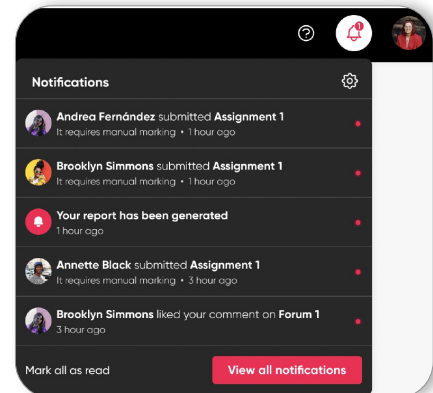 Notifications
Andrea Fernández submitted Assignment 1
It requires manual marking • 1 hour ago
Brooklyn Simmons submitted Assignment 1
It requires manual marking • 1 hour ago
Your report has been generated
1 hour ago
Annette Black submitted Assignment 1
It requires manual marking • 3 hour ago
Brooklyn Simmons liked your comment on Forum 1
3 hour ago
Mark all as read
View all notifications